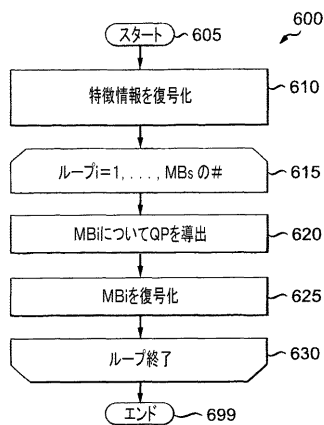 600
スタート
605
特徴情報を復号化
610
ループi=1, . . . , MBs の#
615
MBiについてQPを導出
620
MBiを復号化
625
ループ終了
630
エンド
699